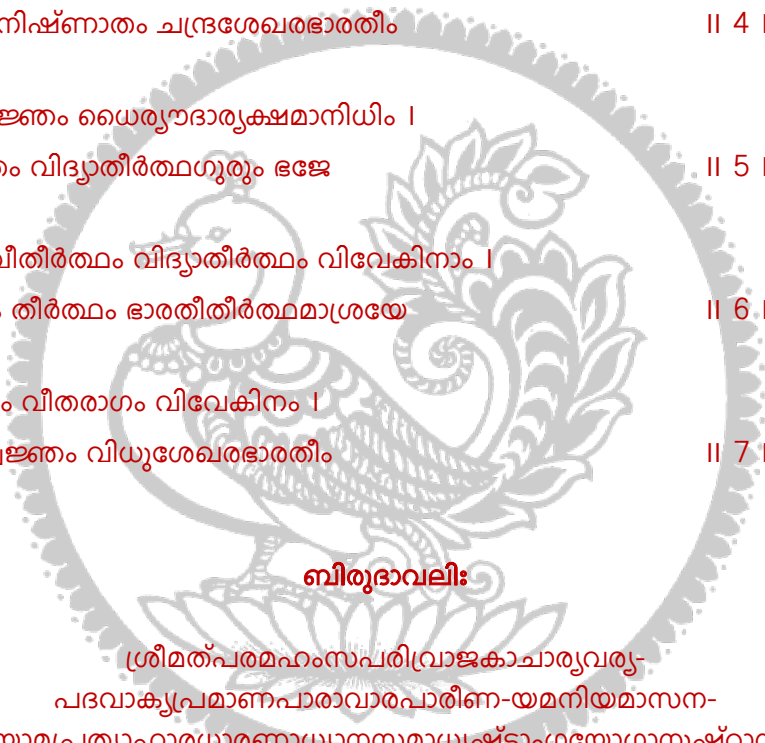 നിഷ്ണാതം ചന്ദ്രശേഖരഭാരതീം ॥ 4
ധൈര്യൗദാര്യക്ഷമാനിധിം ।
വിദ്യാതീർത്ഥഗുരും ഭജേ ॥ 5
വിദ്യാതീർത്ഥം വിവേകിനാം ।
തീർത്ഥം ഭാരതീതീർത്ഥമാശ്രയേ ॥ 6
വീതരാഗം വിവേകിനം ।
വിധുശേഖരഭാരതീം ॥ 7
ബിരുദാവലിഃ
ശ്രീമത്പരമഹംസപരിവ്രാജകാചാര്യവര്യ-
പദവാക്യപ്രമാണപാരാവാരപാരീണ-യമനിയമാസന-